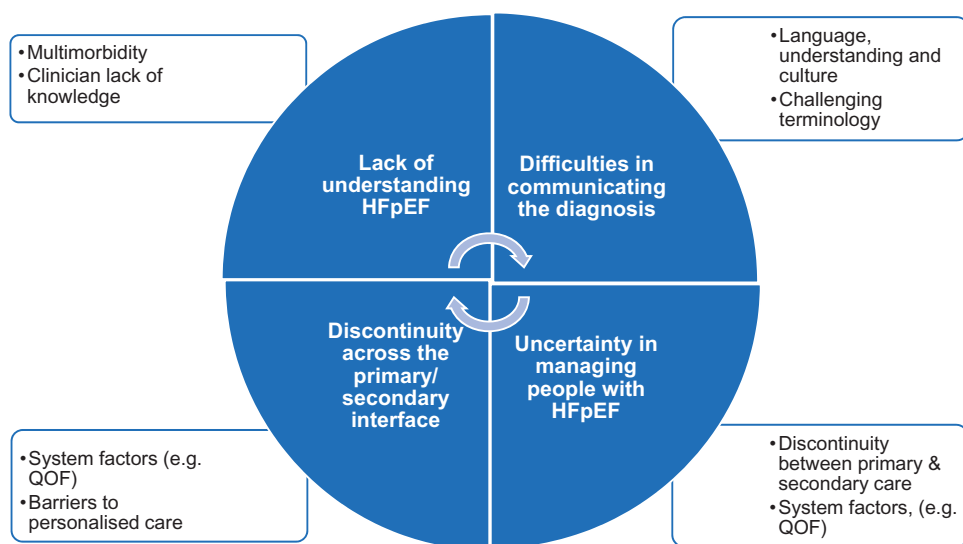 •Multimorbidity
•Clinician lack of
knowledge
•Language,
understanding and
culture
•Challenging
terminology
Lack of
understanding
HFpEF
Difficulties in
communicating
the diagnosis
Discontinuity
across the
primary/
secondary
interface
Uncertainty in
managing
people with
HFpEF
•System factors (e.g.
QOF)
•Barriers to
personalised care
•Discontinuity
between primary &
secondary care
•System factors, (e.g.
QOF)